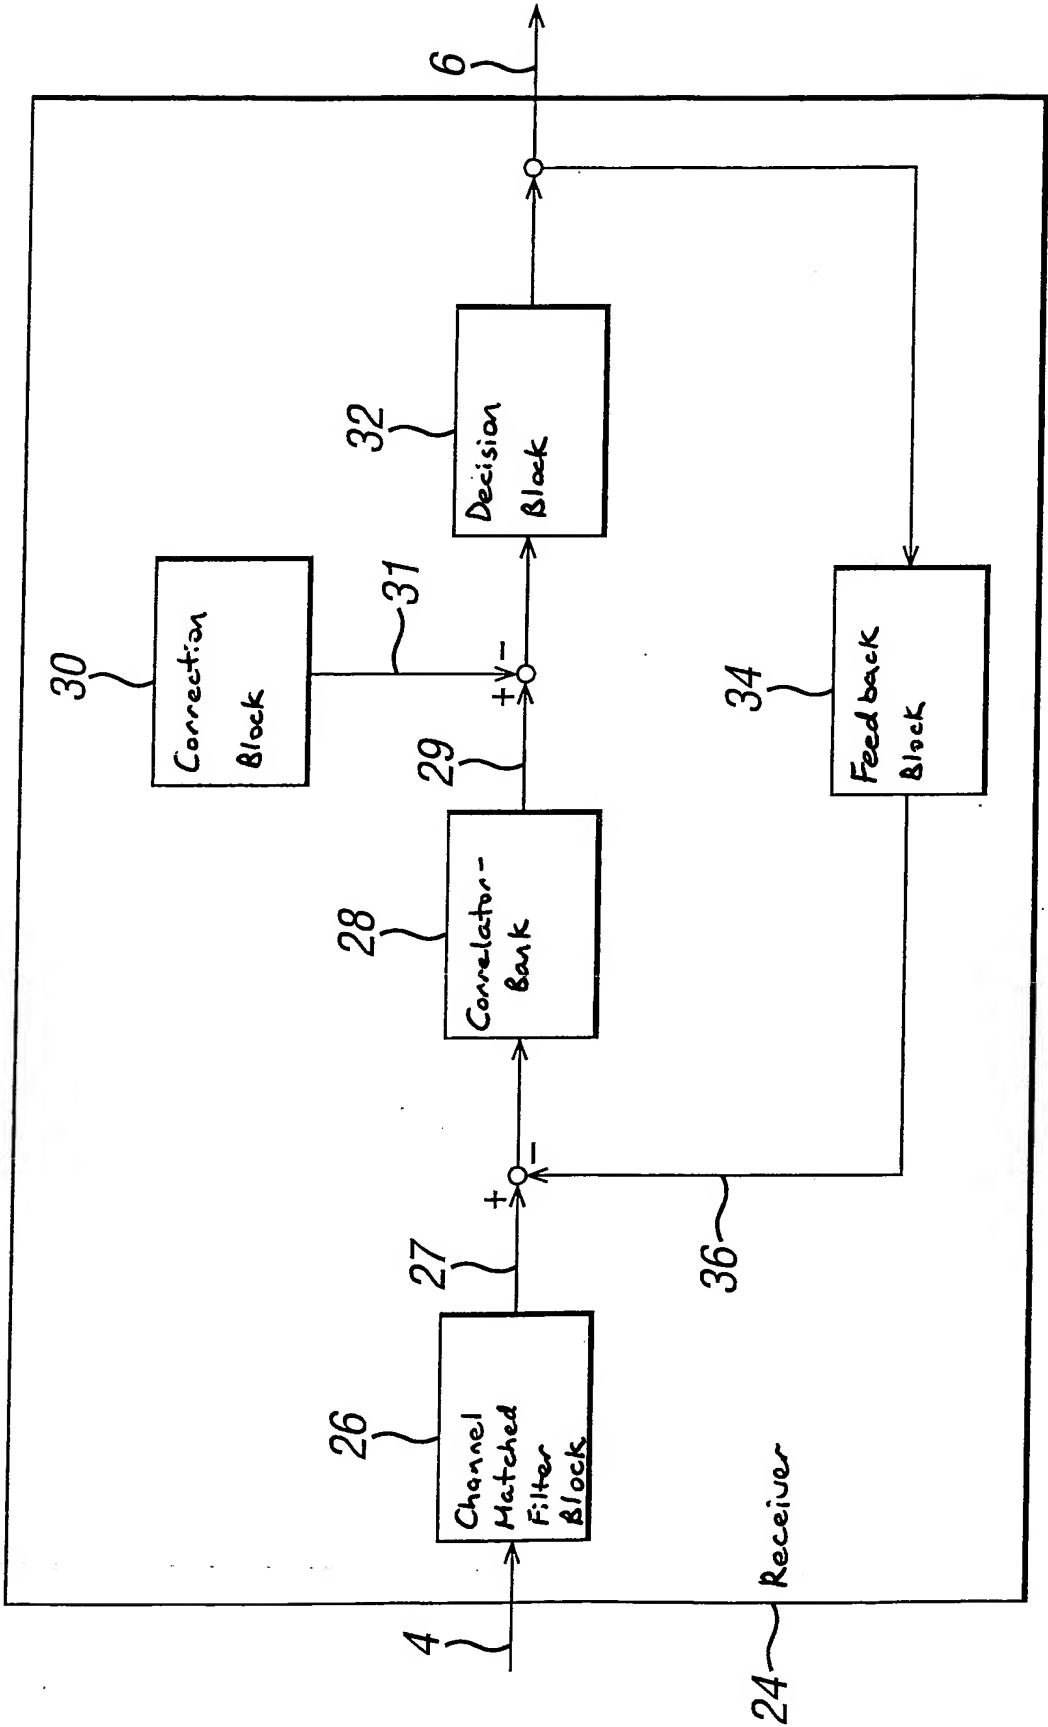 30
Correction
Block
31
6
26
Channel
Matched
Filter
Block
27
28
Correlator-
Bank
29
32
Decision
Block
4
+
-
+
-
36
34
Feedback
Block
24
Receiver